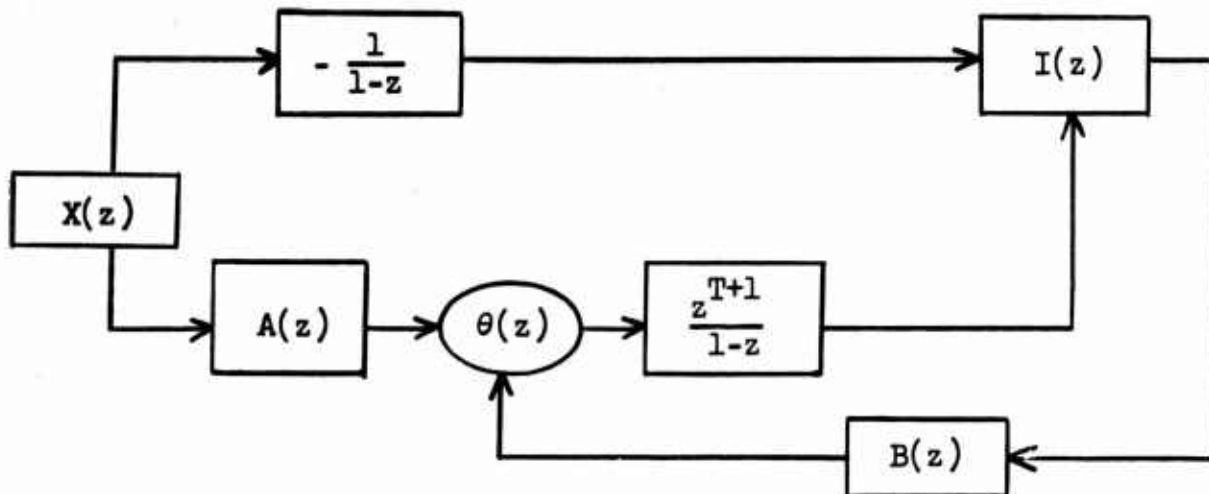 - 1/(1-z)
I(z)
X(z)
A(z)
θ(z)
z^(T+1)/(1-z)
B(z)